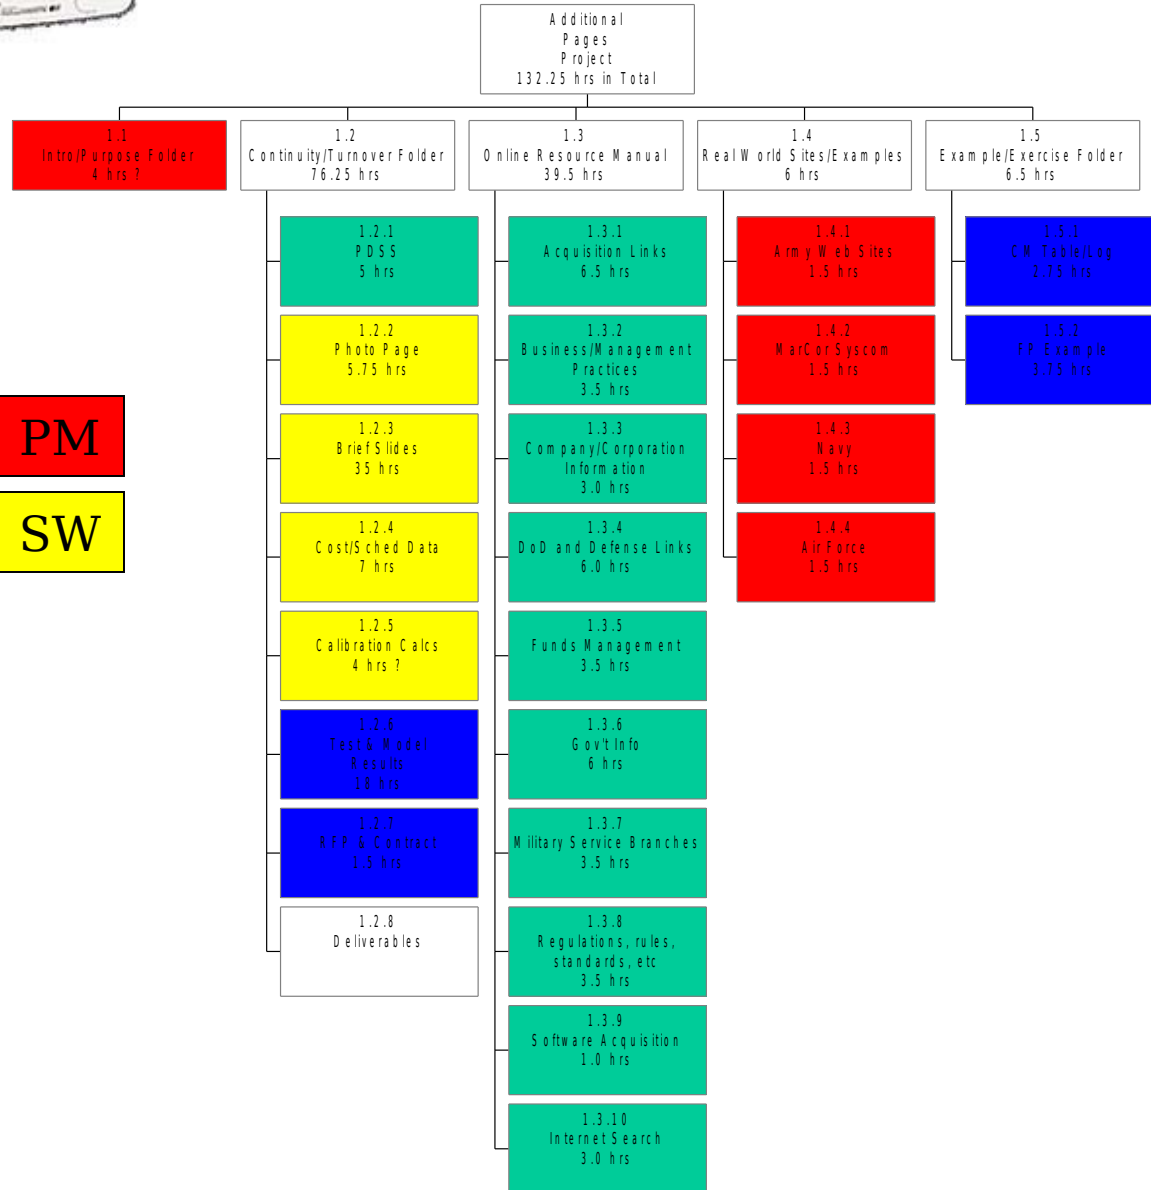 Additional
Pages
Project
132.25 hrs in Total
1.1
Intro/Purpose Folder
4 hrs ?
1.2
Continuity/Turnover Folder
76.25 hrs
1.3
Online Resource Manual
39.5 hrs
1.4
Real World Sites/Examples
6 hrs
1.5
Example/Exercise Folder
6.5 hrs
1.2.1
PDSS
5 hrs
1.2.2
Photo Page
5.75 hrs
1.2.3
Brief Slides
35 hrs
1.2.4
Cost/Sched Data
7 hrs
1.2.5
Calibration Calcs
4 hrs ?
1.2.6
Test & Model
Results
18 hrs
1.2.7
RFP & Contract
1.5 hrs
1.2.8
Deliverables
1.3.1
Acquisition Links
6.5 hrs
1.3.2
Business/Management
Practices
3.5 hrs
1.3.3
Company/Corporation
Information
3.0 hrs
1.3.4
DoD and Defense Links
6.0 hrs
1.3.5
Funds Management
3.5 hrs
1.3.6
Gov't Info
6 hrs
1.3.7
Military Service Branches
3.5 hrs
1.3.8
Regulations, rules,
standards, etc
3.5 hrs
1.3.9
Software Acquisition
1.0 hrs
1.3.10
Internet Search
3.0 hrs
1.4.1
Army Web Sites
1.5 hrs
1.4.2
MarCorSyscom
1.5 hrs
1.4.3
Navy
1.5 hrs
1.4.4
Air Force
1.5 hrs
1.5.1
CM Table/Log
2.75 hrs
1.5.2
FP Example
3.75 hrs
PM
SW